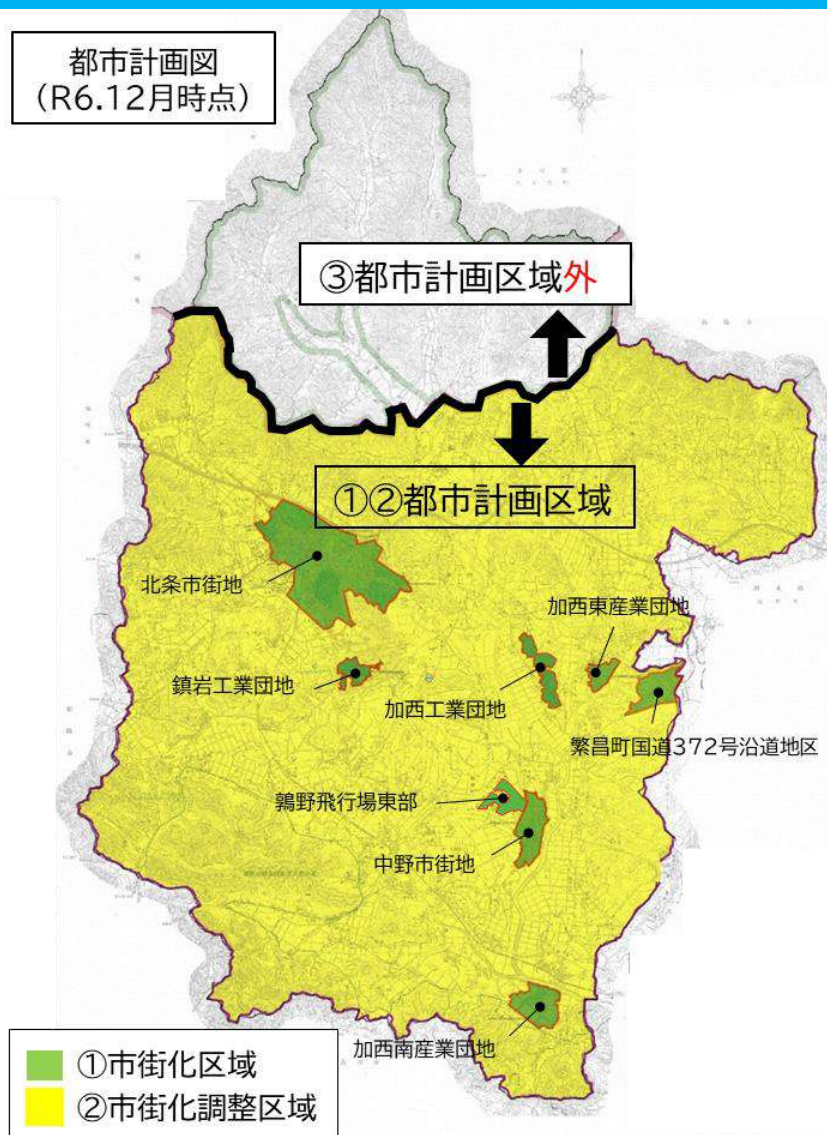 都市計画図
（R6.12月時点）
③都市計画区域外
①②都市計画区域
北条市街地
加西東産業団地
鎮岩工業団地
加西工業団地
繁昌町国道372号沿道地区
鶉野飛行場東部
中野市街地
加西南産業団地
①市街化区域
②市街化調整区域